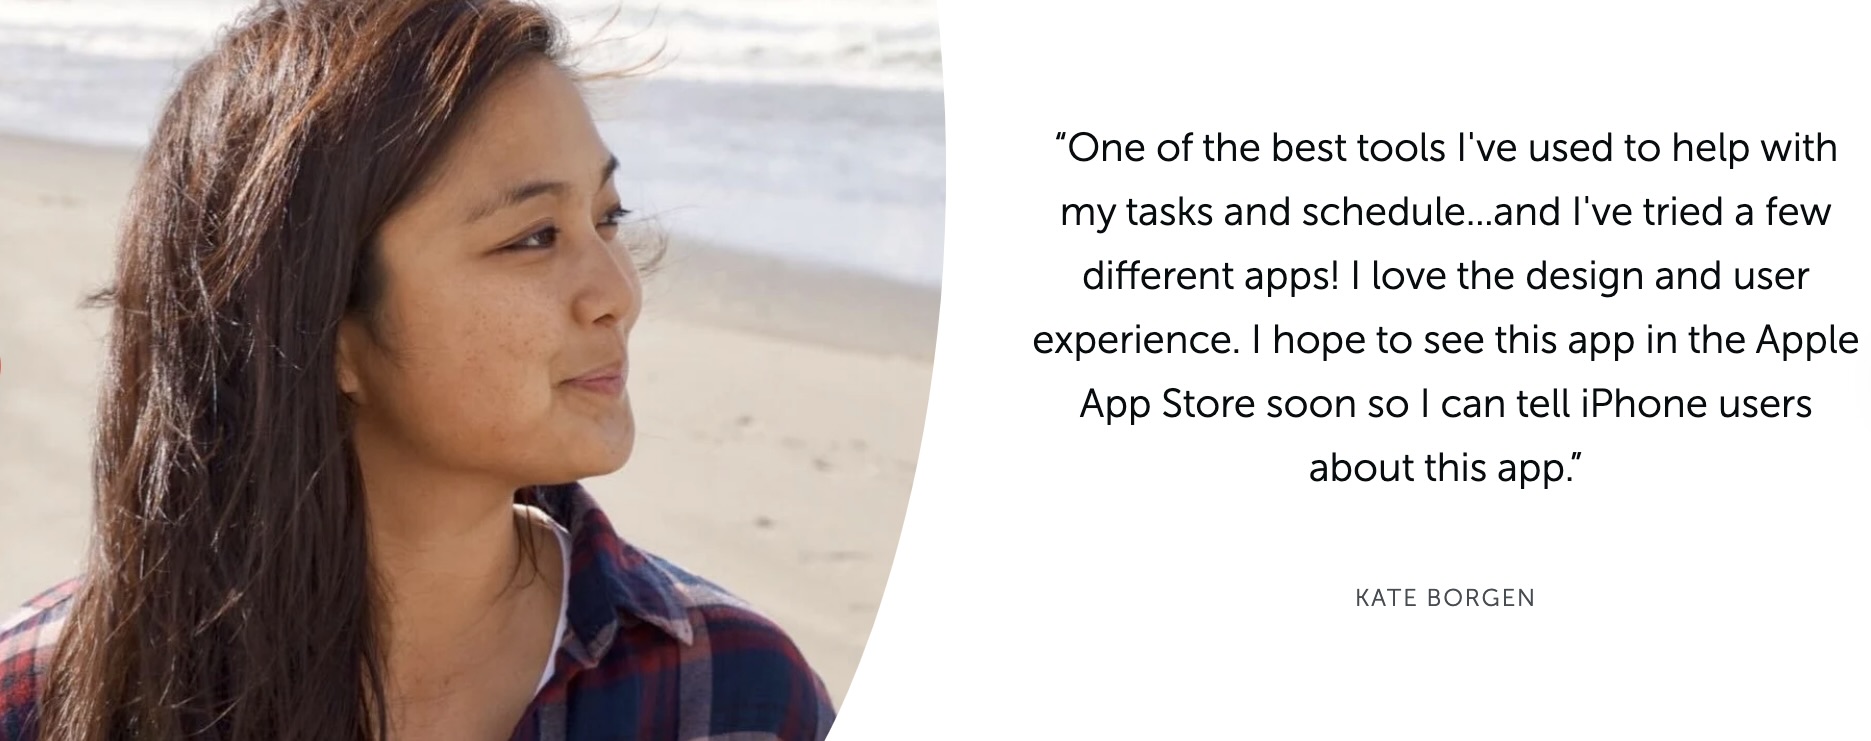 “One of the best tools I've used to help with
my tasks and schedule...and I've tried a few
different apps! I love the design and user
experience. I hope to see this app in the Apple
App Store soon so I can tell iPhone users
about this app.”
KATE BORGEN